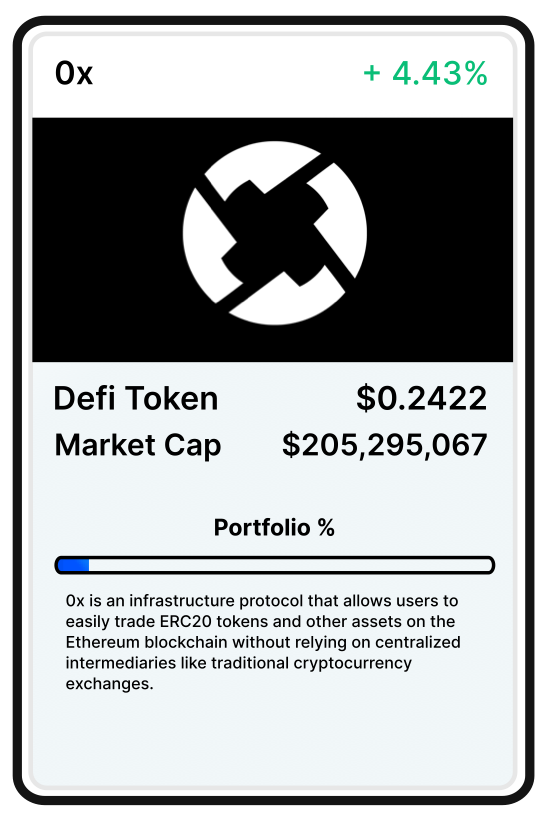 0x + 4.43%
Defi Token $0.2422
Market Cap $205,295,067
Portfolio %
0x is an infrastructure protocol that allows users to
easily trade ERC20 tokens and other assets on the
Ethereum blockchain without relying on centralized
intermediaries like traditional cryptocurrency
exchanges.